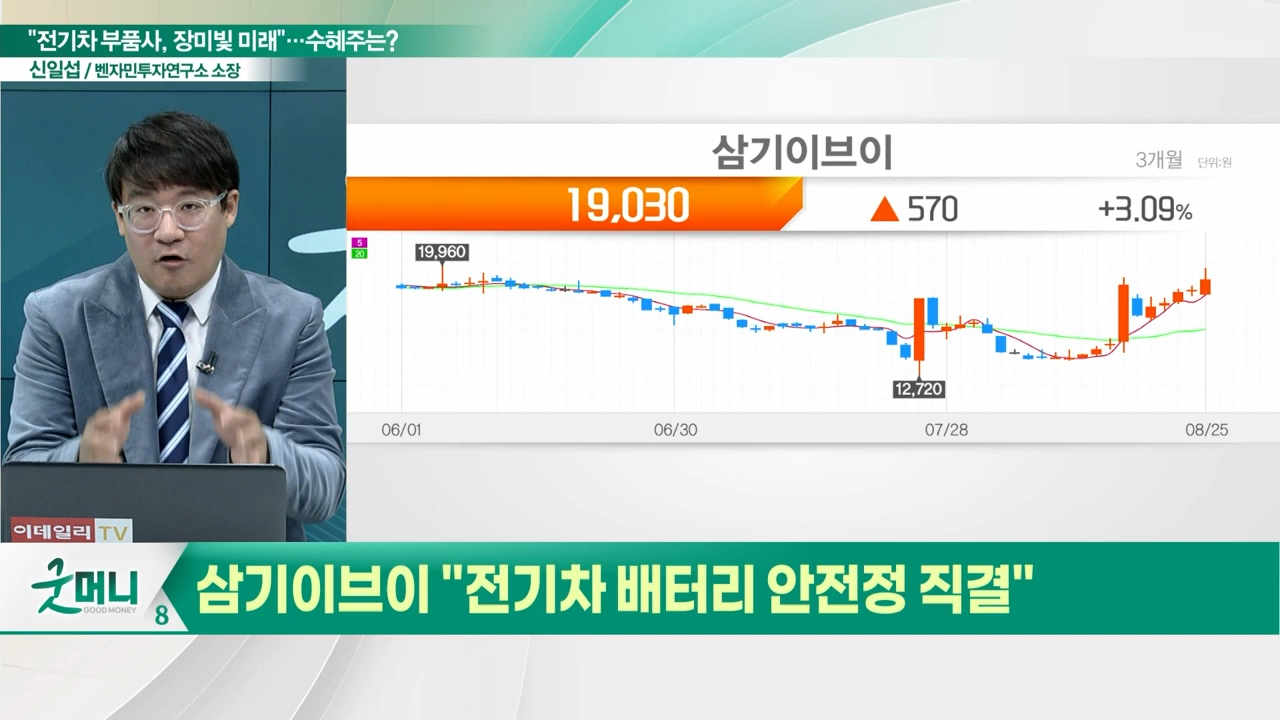 "전기차 부품사, 장미빛 미래"…수혜주는?
신일섭 / 벤자민투자연구소 소장
삼기이브이
3개월 단위:원
19,030
▲ 570
+3.09%
5
20
19,960
12,720
06/01 06/30 07/28 08/25
이데일리 TV
굿머니
GOOD MONEY
8
삼기이브이 "전기차 배터리 안전정 직결"